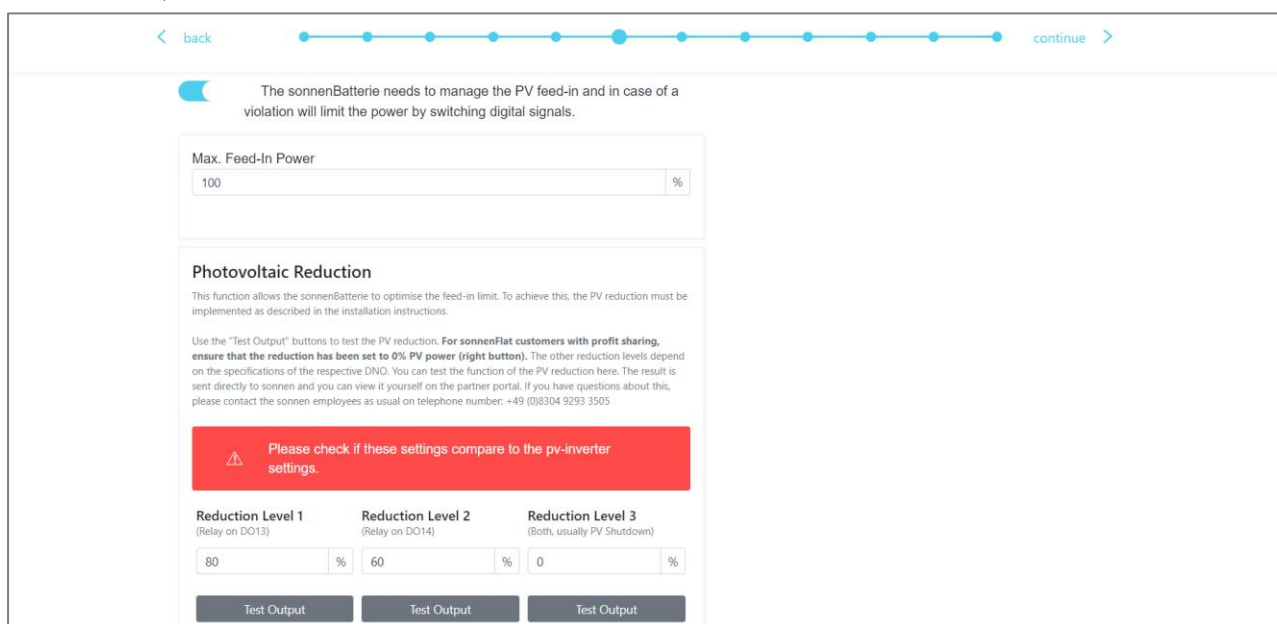 back
continue
The sonnenBatterie needs to manage the PV feed-in and in case of a
violation will limit the power by switching digital signals.
Max. Feed-In Power
100 %
Photovoltaic Reduction
This function allows the sonnenBatterie to optimise the feed-in limit. To achieve this, the PV reduction must be
implemented as described in the installation instructions.
Use the "Test Output" buttons to test the PV reduction. For sonnenFlat customers with profit sharing,
ensure that the reduction has been set to 0% PV power (right button). The other reduction levels depend
on the specifications of the respective DNO. You can test the function of the PV reduction here. The result is
sent directly to sonnen and you can view it yourself on the partner portal. If you have questions about this,
please contact the sonnen employees as usual on telephone number: +49 (0)8304 9293 3505
Please check if these settings compare to the pv-inverter
settings.
Reduction Level 1 Reduction Level 2 Reduction Level 3
(Relay on DO13) (Relay on DO14) (Both, usually PV Shutdown)
80 % 60 % 0 %
Test Output Test Output Test Output